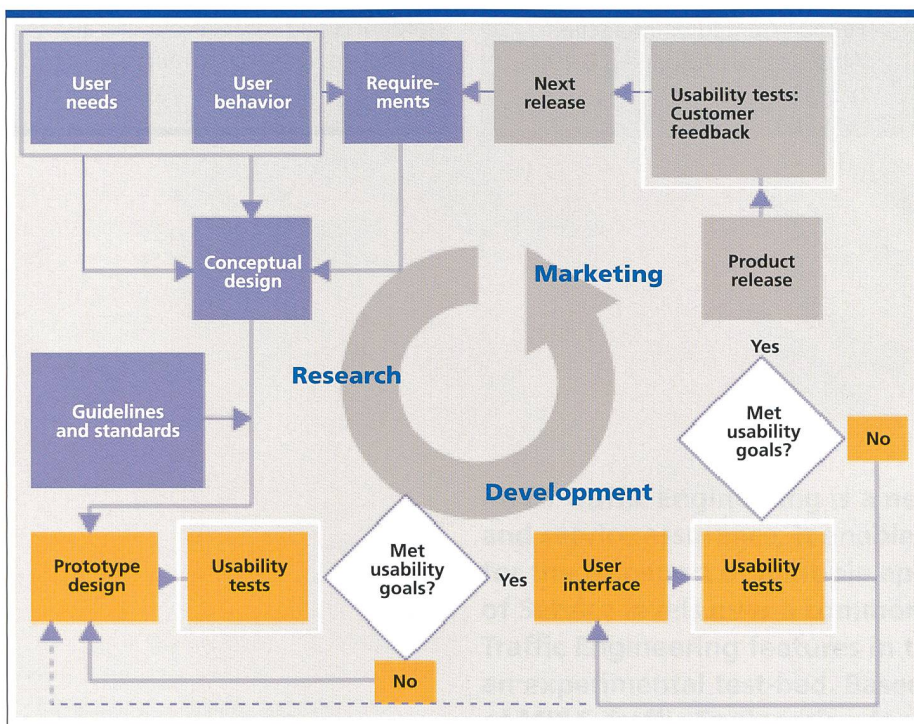 User
needs
User
behavior
Require-
ments
Next
release
Usability tests:
Customer
feedback
Conceptual
design
Marketing
Product
release
Research
Yes
Guidelines
and standards
Met
usability
goals?
No
Development
Prototype
design
Usability
tests
Met
usability
goals?
Yes
User
interface
Usability
tests
No